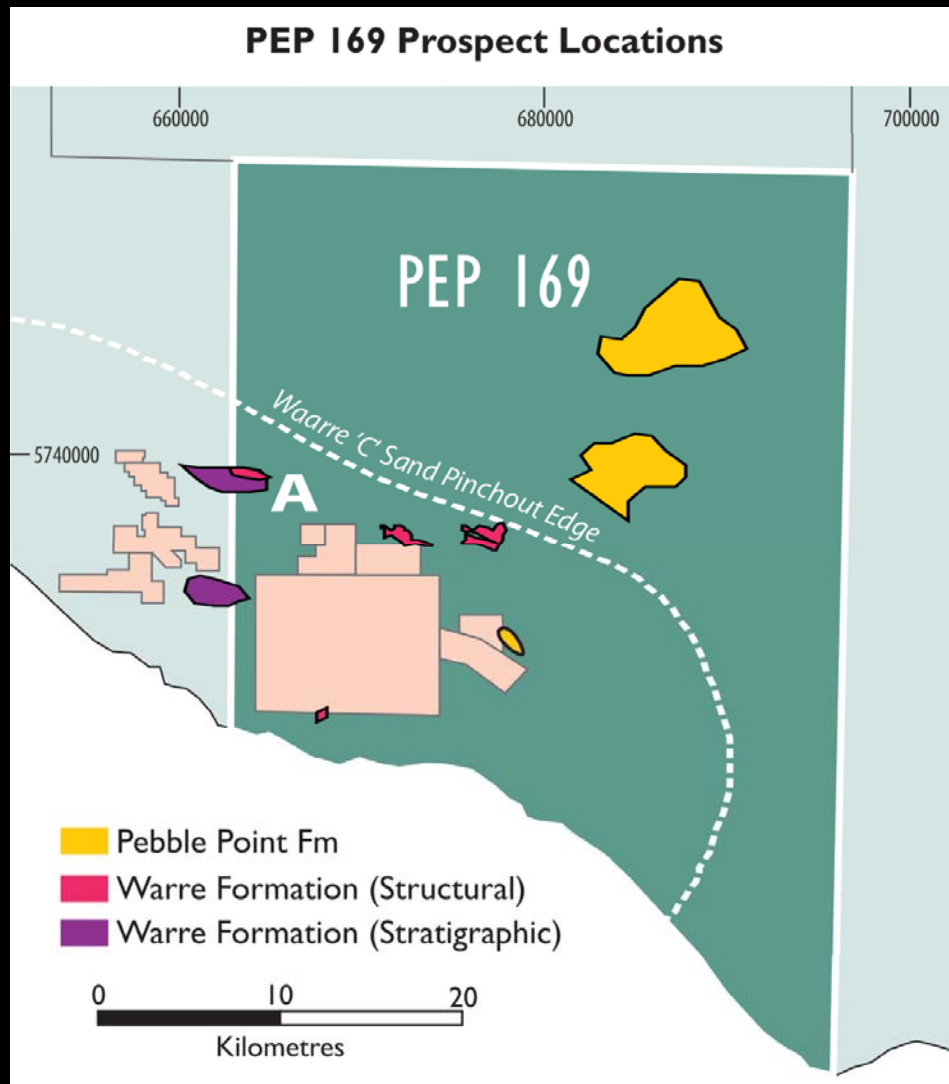 PEP 169 Prospect Locations
660000
680000
700000
PEP 169
Waarre 'C' Sand Pinchout Edge
5740000
A
Pebble Point Fm
Warre Formation (Structural)
Warre Formation (Stratigraphic)
0 10 20
Kilometres